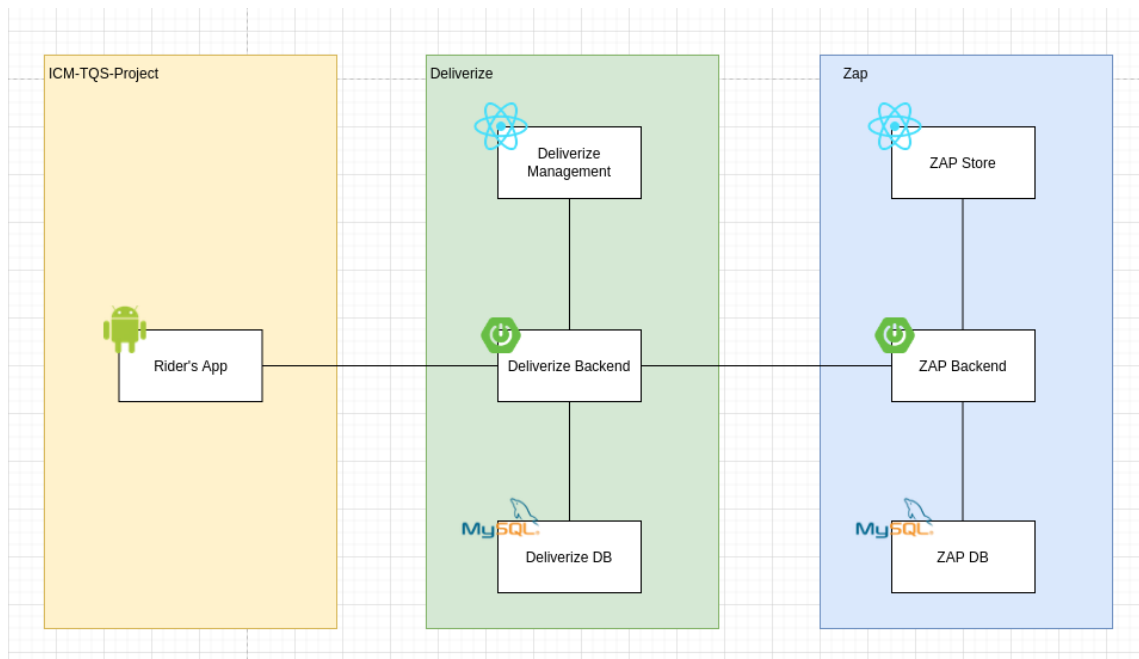 ICM-TQS-Project
Deliverize
Zap
Deliverize
Management
ZAP Store
Rider's App
Deliverize Backend
ZAP Backend
MySQL
Deliverize DB
MySQL
ZAP DB